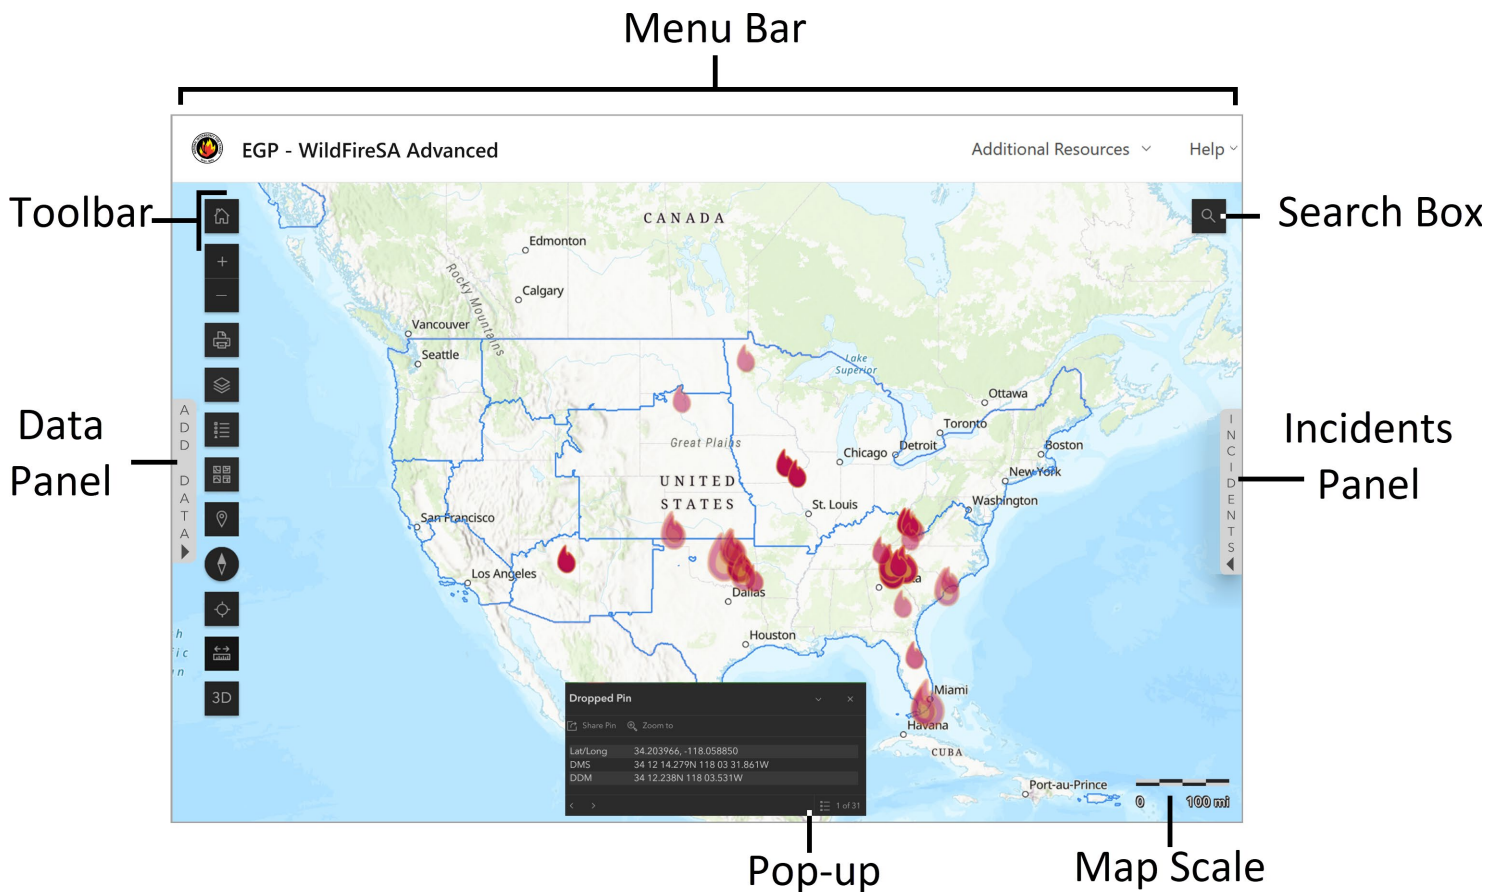 Menu Bar
EGP - WildFireSA Advanced
Additional Resources
Help
Toolbar
Search Box
CANADA
Edmonton
Rocky Mountains
Calgary
Vancouver
Seattle
Lake
Superior
Ottawa
Toronto
Data
Panel
ADD DATA
Great Plains
Chicago
Detroit
Boston
INCIDENTS
Incidents
Panel
New York
UNITED
STATES
St. Louis
Washington
San Francisco
Los Angeles
Dallas
Houston
h
ic
n
3D
Miami
Havana
CUBA
Port-au-Prince
Dropped Pin
Share Pin
Zoom to
Lat/Long 34.203966, -118.058850
DMS 34 12 14.279N 118 03 31.861W
DDM 34 12.238N 118 03.531W
1 of 31
0 100 mi
Pop-up
Map Scale